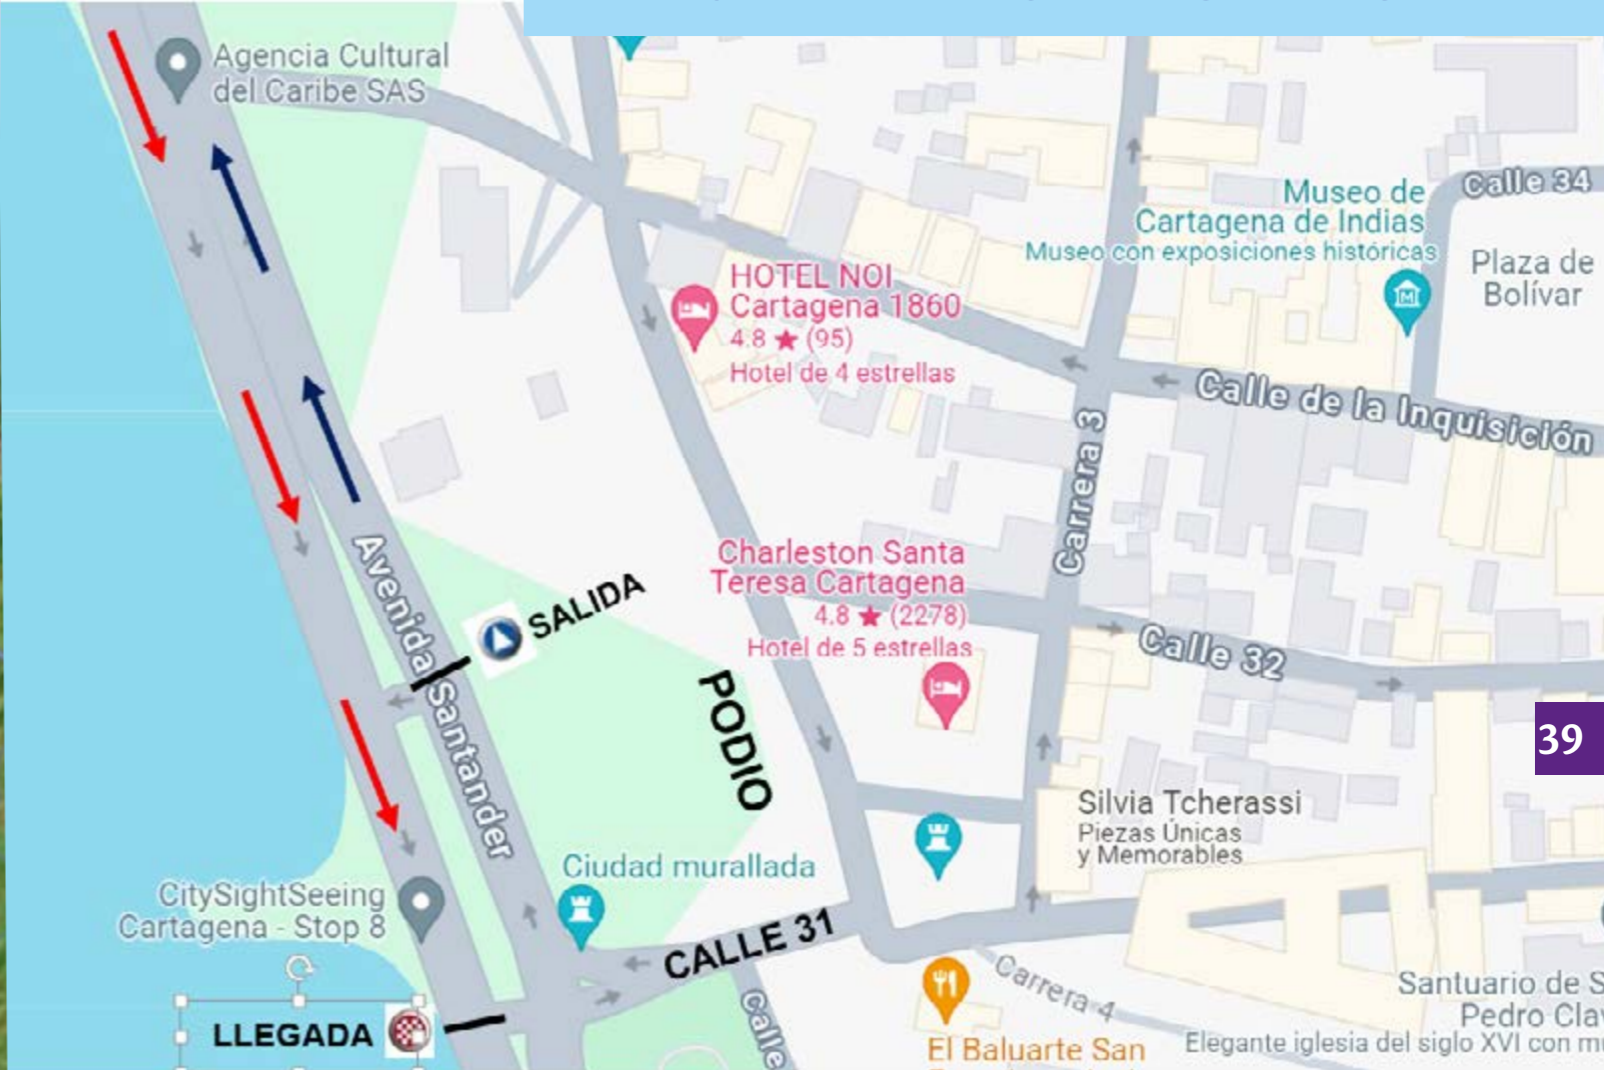 Agencia Cultural
del Caribe SAS
Museo de
Cartagena de Indias
Museo con exposiciones históricas
Calle 34
Plaza de
Bolívar
HOTEL NOI
Cartagena 1860
4.8 ★ (95)
Hotel de 4 estrellas
Calle de la Inquisición
Carrera 3
Charleston Santa
Teresa Cartagena
4.8 ★ (2278)
Hotel de 5 estrellas
Avenida Santander
SALIDA
Calle 32
PODIO
39
Silvia Tcherassi
Piezas Únicas
y Memorables
Ciudad murallada
CitySightSeeing
Cartagena - Stop 8
CALLE 31
Carrera 4
Calle
LLEGADA
El Baluarte San
Santuario de S
Pedro Cla
Elegante iglesia del siglo XVI con m